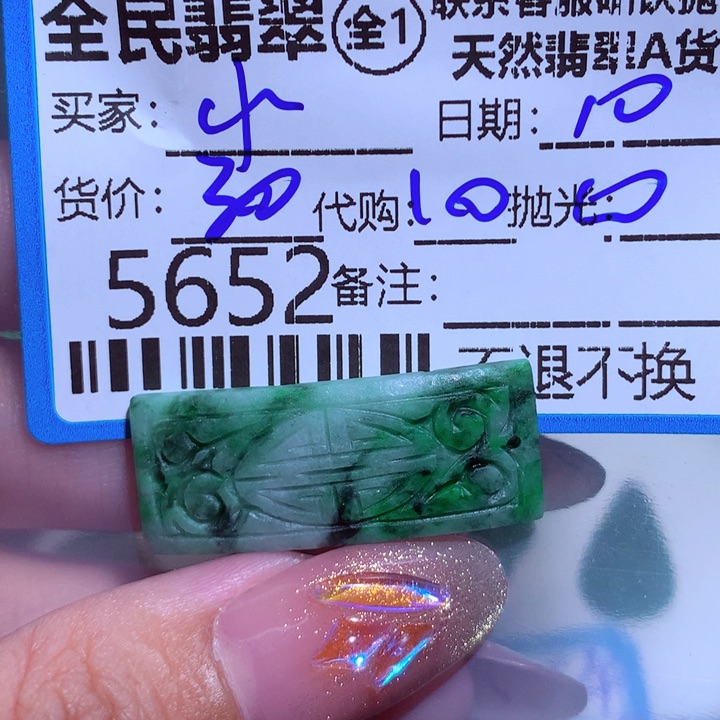 全民翡翠 全1
天然翡翠A货
买家: 小 日期: 10
货价: 30 代购: 10 抛光: 10
5652 备注:
不退不换